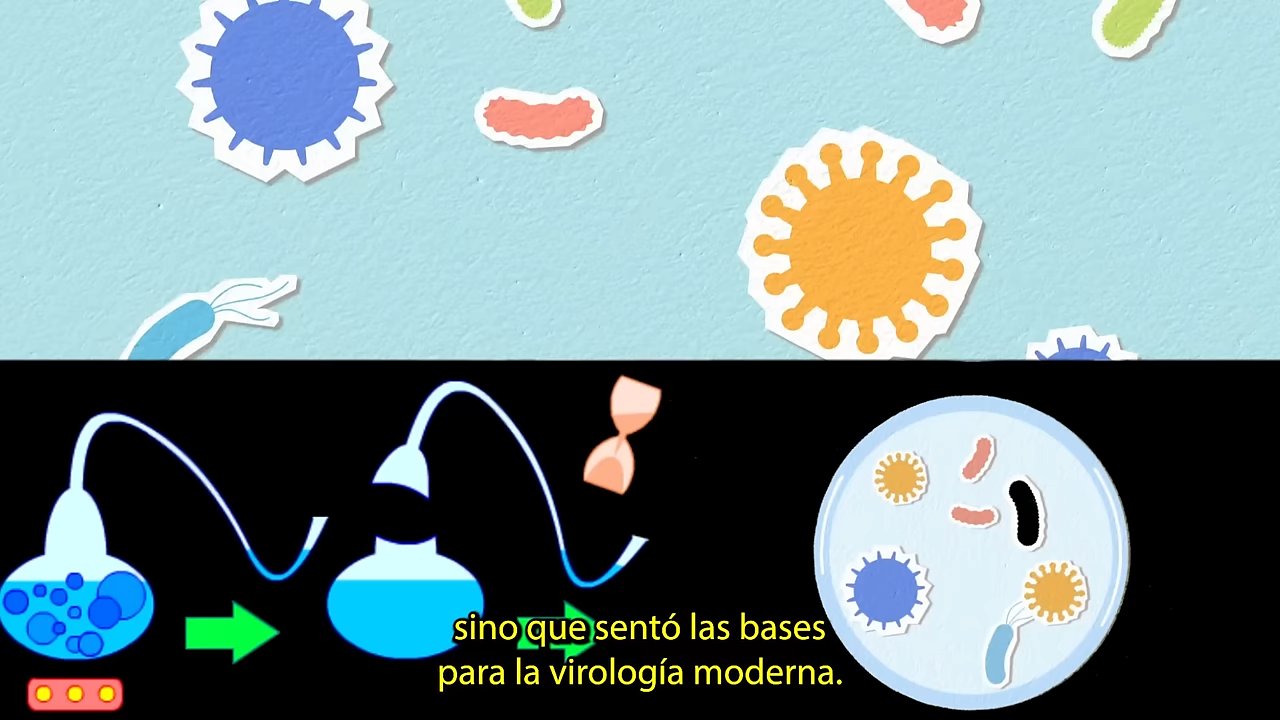 sino que sentó las bases
para la virología moderna.